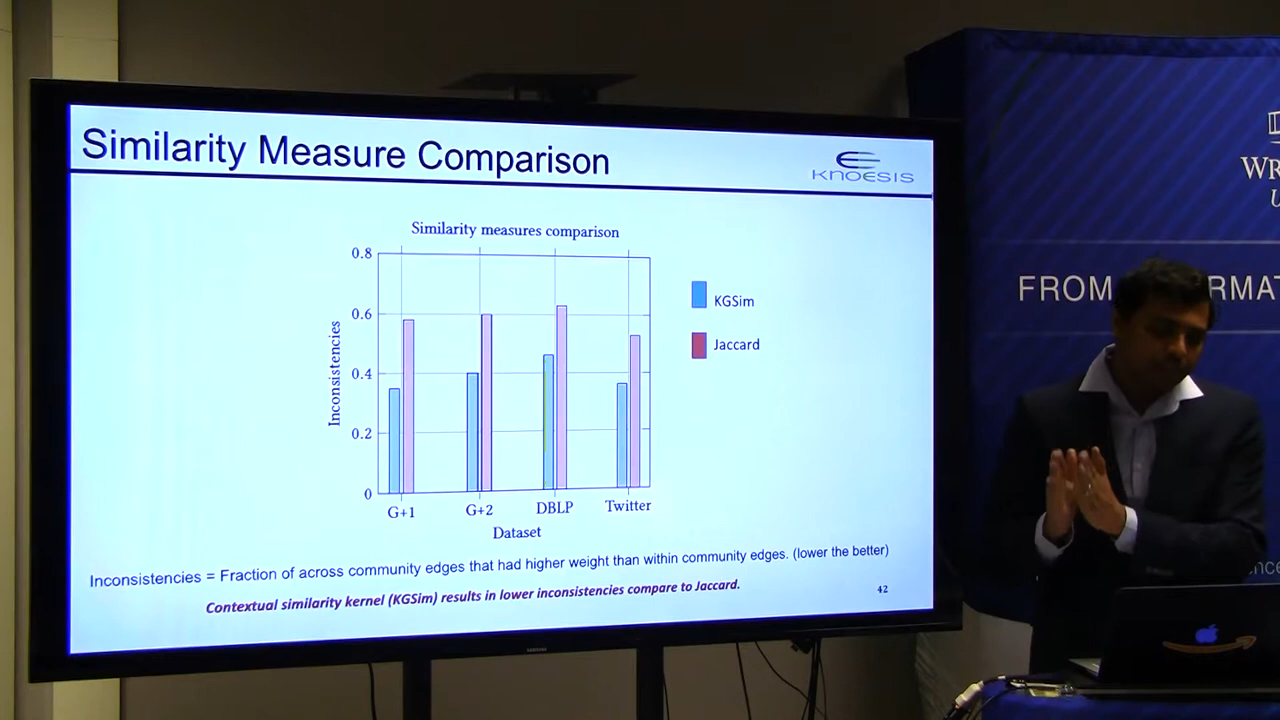 Similarity Measure Comparison
KNOESIS
Similarity measures comparison
0.8
0.6
0.4
0.2
0
Inconsistencies
G+1 G+2 DBLP Twitter
Dataset
KGSim
Jaccard
Inconsistencies = Fraction of across community edges that had higher weight than within community edges. (lower the better)
Contextual similarity kernel (KGSim) results in lower inconsistencies compare to Jaccard.
42
SAMSUNG
WR
U
FROM
RMAT